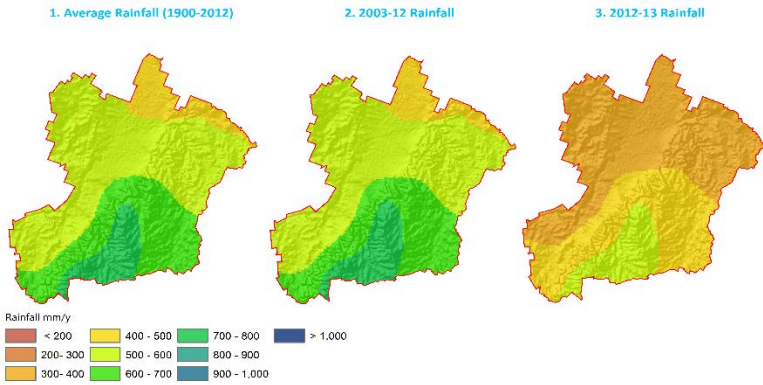 1. Average Rainfall (1900-2012) 2. 2003-12 Rainfall 3. 2012-13 Rainfall
Rainfall mm/y
< 200 400 - 500 700 - 800 > 1,000
200- 300 500 - 600 800 - 900
300- 400 600 - 700 900 - 1,000